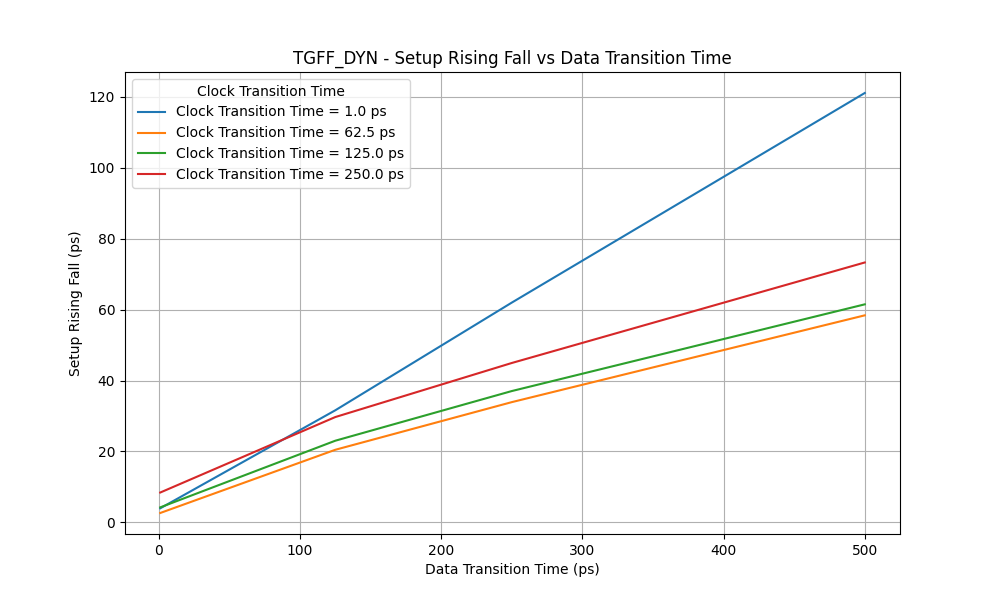 TGFF_DYN - Setup Rising Fall vs Data Transition Time
Clock Transition Time
Clock Transition Time = 1.0 ps
Clock Transition Time = 62.5 ps
Clock Transition Time = 125.0 ps
Clock Transition Time = 250.0 ps
Setup Rising Fall (ps)
120
100
80
60
40
20
0
0 100 200 300 400 500
Data Transition Time (ps)